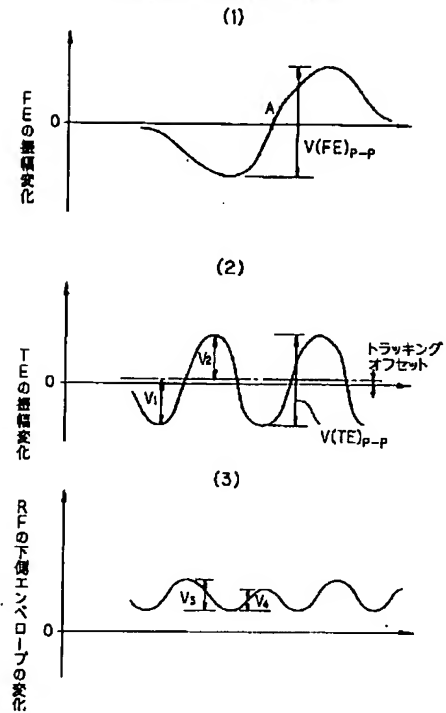 (1)
FEの振幅変化
0
A
V(FE)P-P
(2)
TEの振幅変化
0
V1
V2
V(TE)P-P
トラッキング
オフセット
(3)
RFの下側エンベロープの変化
0
V3
V4